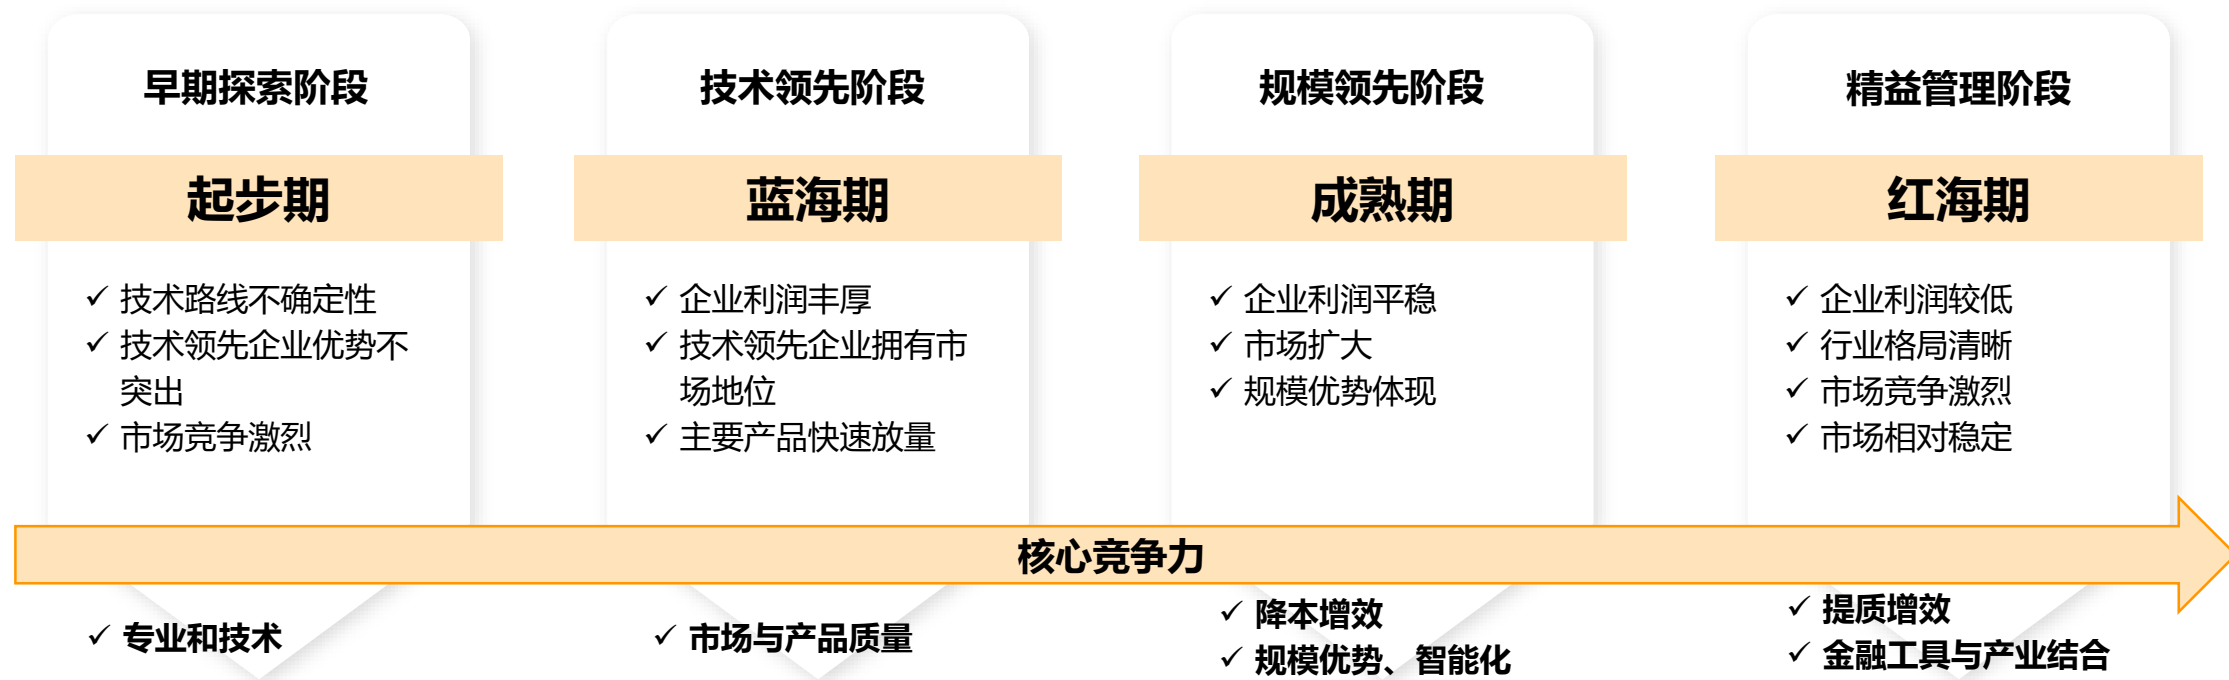 早期探索阶段
起步期
✓ 技术路线不确定性
✓ 技术领先企业优势不
突出
✓ 市场竞争激烈
技术领先阶段
蓝海期
✓ 企业利润丰厚
✓ 技术领先企业拥有市
场地位
✓ 主要产品快速放量
规模领先阶段
成熟期
✓ 企业利润平稳
✓ 市场扩大
✓ 规模优势体现
精益管理阶段
红海期
✓ 企业利润较低
✓ 行业格局清晰
✓ 市场竞争激烈
✓ 市场相对稳定
核心竞争力
✓ 专业和技术
✓ 市场与产品质量
✓ 降本增效
✓ 规模优势、智能化
✓ 提质增效
✓ 金融工具与产业结合